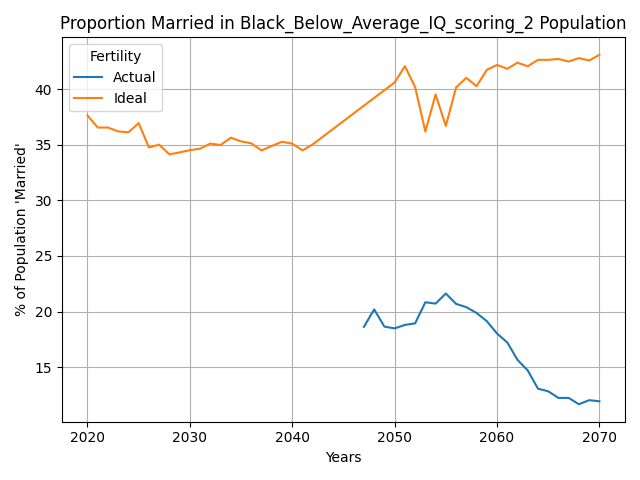 Proportion Married in Black_Below_Average_IQ_scoring_2 Population
Fertility
Actual
Ideal
% of Population 'Married'
40
35
30
25
20
15
2020
2030
2040
2050
2060
2070
Years